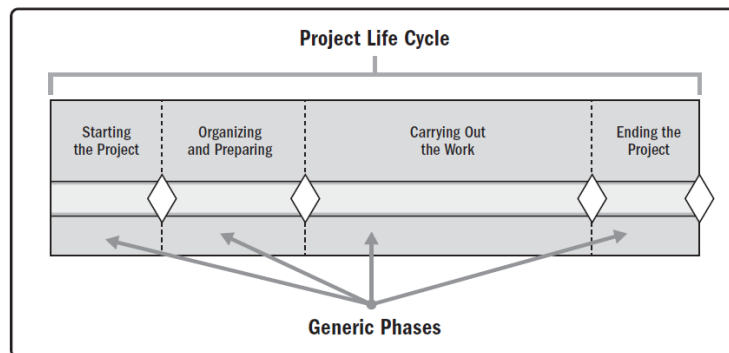 Project Life Cycle
Starting
the Project
Organizing
and Preparing
Carrying Out
the Work
Ending the
Project
Generic Phases